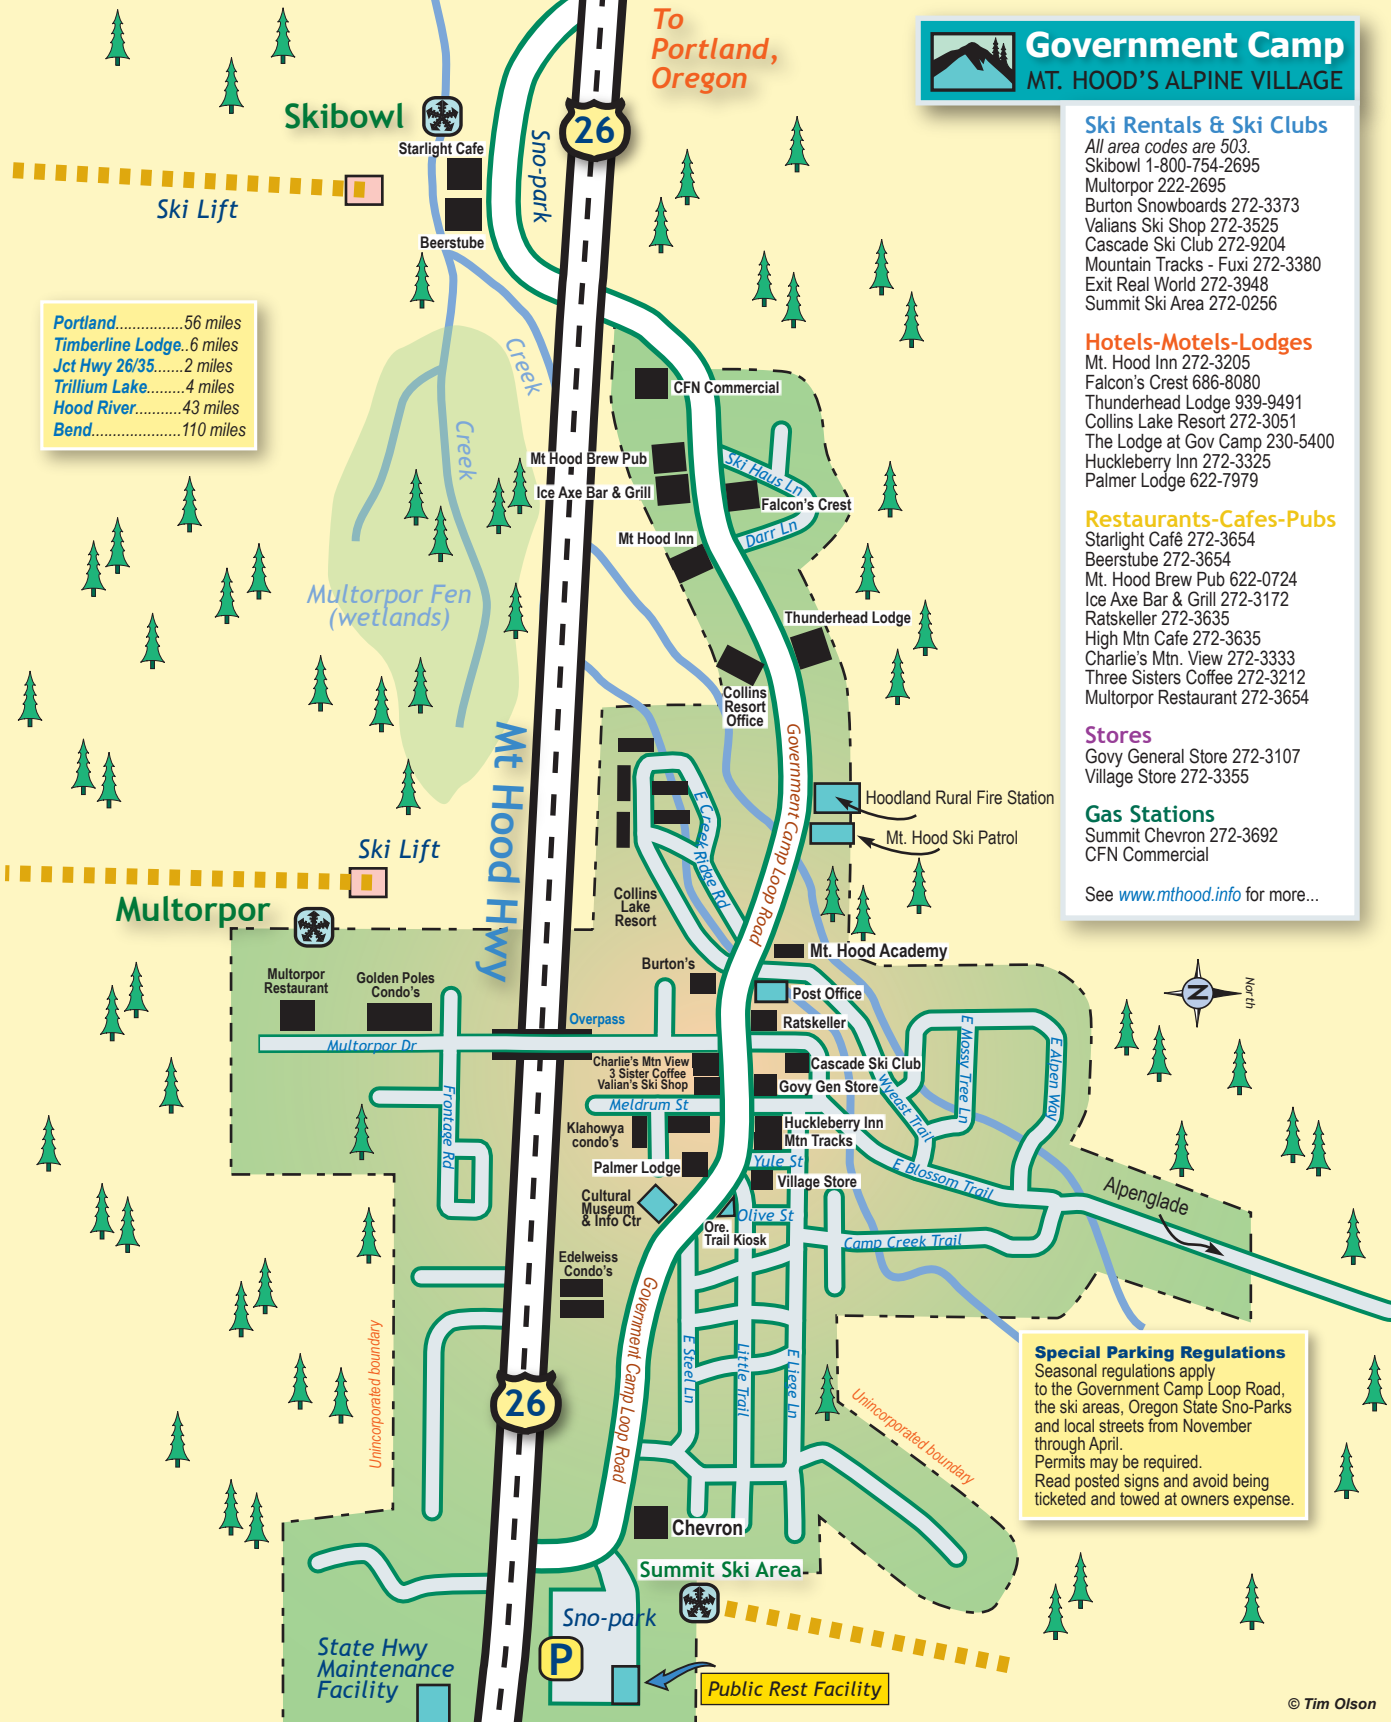 To
Portland,
Oregon
Government Camp
MT. HOOD'S ALPINE VILLAGE
Skibowl
Starlight Cafe
Beerstube
Ski Lift
Sno-park
26
Ski Rentals & Ski Clubs
All area codes are 503.
Skibowl 1-800-754-2695
Multorpor 222-2695
Burton Snowboards 272-3373
Valians Ski Shop 272-3525
Cascade Ski Club 272-9204
Mountain Tracks - Fuxi 272-3380
Exit Real World 272-3948
Summit Ski Area 272-0256
Hotels-Motels-Lodges
Mt. Hood Inn 272-3205
Falcon's Crest 686-8080
Thunderhead Lodge 939-9491
Collins Lake Resort 272-3051
The Lodge at Gov Camp 230-5400
Huckleberry Inn 272-3325
Palmer Lodge 622-7979
Restaurants-Cafes-Pubs
Starlight Cafê 272-3654
Beerstube 272-3654
Mt. Hood Brew Pub 622-0724
Ice Axe Bar & Grill 272-3172
Ratskeller 272-3635
High Mtn Cafe 272-3635
Charlie's Mtn. View 272-3333
Three Sisters Coffee 272-3212
Multorpor Restaurant 272-3654
Stores
Govy General Store 272-3107
Village Store 272-3355
Gas Stations
Summit Chevron 272-3692
CFN Commercial
See www.mthood.info for more...
Portland................56 miles
Timberline Lodge..6 miles
Jct Hwy 26/35.......2 miles
Trillium Lake.........4 miles
Hood River...........43 miles
Bend.....................110 miles
Creek
Creek
CFN Commercial
Mt Hood Brew Pub
Ice Axe Bar & Grill
Ski Haus Ln
Falcon's Crest
Darr Ln
Mt Hood Inn
Multorpor Fen
(wetlands)
Thunderhead Lodge
Collins
Resort
Office
Mt Hood Hwy
Government Camp Loop Road
E Creek Ridge Rd
Hoodland Rural Fire Station
Mt. Hood Ski Patrol
Ski Lift
Multorpor
Collins
Lake
Resort
Mt. Hood Academy
Burton's
Post Office
Ratskeller
Multorpor
Restaurant
Golden Poles
Condo's
Overpass
Multorpor Dr
Frontage Rd
Charlie's Mtn View
3 Sister Coffee
Valian's Ski Shop
Cascade Ski Club
Govy Gen Store
Meldrum St
Wyeast Trail
E Mossy Tree Ln
E Alpen Way
N
North
Klahowya
condo's
Huckleberry Inn
Mtn Tracks
Palmer Lodge
Yule St
Village Store
E Blossom Trail
Alpenglade
Cultural
Museum
& Info Ctr
Ore.
Trail Kiosk
Olive St
Camp Creek Trail
Edelweiss
Condo's
Government Camp Loop Road
E Steel Ln
Little Trail
E Liege Ln
Unincorporated boundary
Unincorporated boundary
26
Special Parking Regulations
Seasonal regulations apply
to the Government Camp Loop Road,
the ski areas, Oregon State Sno-Parks
and local streets from November
through April.
Permits may be required.
Read posted signs and avoid being
ticketed and towed at owners expense.
Chevron
Summit Ski Area
Sno-park
P
State Hwy
Maintenance
Facility
Public Rest Facility
© Tim Olson